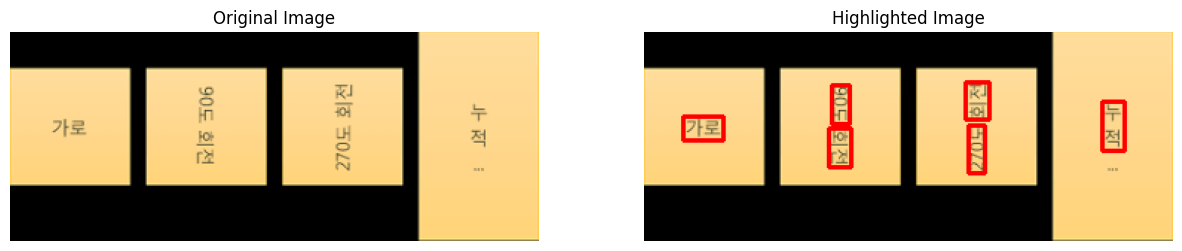 Original Image
가로
90도 회전
270도 회전
누
적
...
Highlighted Image
가로
90도 회전
270도 회전
누
적
...